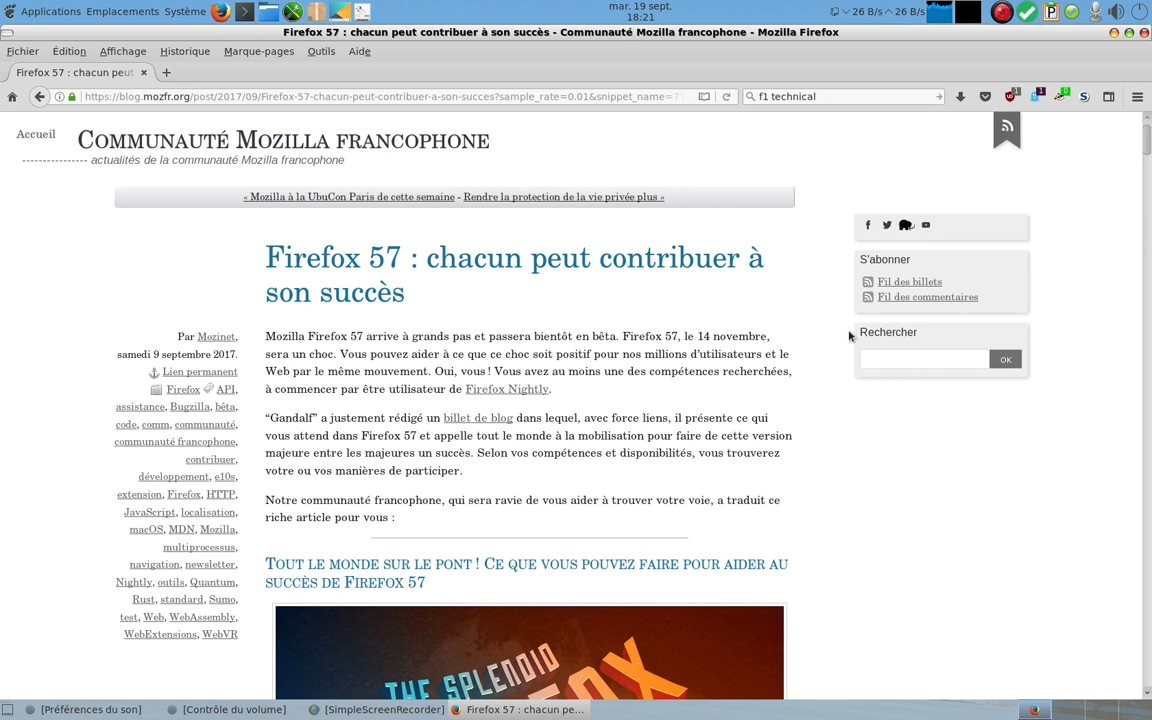 Applications Emplacements Système
mar. 19 sept.
18:21
26 B/s 26 B/s
Firefox 57 : chacun peut contribuer à son succès - Communauté Mozilla francophone - Mozilla Firefox
Fichier Édition Affichage Historique Marque-pages Outils Aide
Firefox 57 : chacun peut
https://blog.mozfr.org/post/2017/09/Firefox-57-chacun-peut-contribuer-a-son-succes?sample_rate=0.01&snippet_name=7 f1 technical
Accueil
Communauté Mozilla francophone
---------------- actualités de la communauté Mozilla francophone
« Mozilla à la UbuCon Paris de cette semaine - Rendre la protection de la vie privée plus »
Firefox 57 : chacun peut contribuer à
son succès
Par Mozinet,
samedi 9 septembre 2017.
Lien permanent
Firefox API,
assistance, Bugzilla, bêta,
code, comm, communauté,
communauté francophone,
contribuer,
développement, e10s,
extension, Firefox, HTTP,
JavaScript, localisation,
macOS, MDN, Mozilla,
multiprocessus,
navigation, newsletter,
Nightly, outils, Quantum,
Rust, standard, Sumo,
test, Web, WebAssembly,
WebExtensions, WebVR
Mozilla Firefox 57 arrive à grands pas et passera bientôt en bêta. Firefox 57, le 14 novembre,
sera un choc. Vous pouvez aider à ce que ce choc soit positif pour nos millions d'utilisateurs et le
Web par le même mouvement. Oui, vous ! Vous avez au moins une des compétences recherchées,
à commencer par être utilisateur de Firefox Nightly.
“Gandalf” a justement rédigé un billet de blog dans lequel, avec force liens, il présente ce qui
vous attend dans Firefox 57 et appelle tout le monde à la mobilisation pour faire de cette version
majeure entre les majeures un succès. Selon vos compétences et disponibilités, vous trouverez
votre ou vos manières de participer.
Notre communauté francophone, qui sera ravie de vous aider à trouver votre voie, a traduit ce
riche article pour vous :
Tout le monde sur le pont ! Ce que vous pouvez faire pour aider au
succès de Firefox 57
THE SPLENDID
FOX
S'abonner
Fil des billets
Fil des commentaires
Rechercher
OK
[Préférences du son] [Contrôle du volume] [SimpleScreenRecorder] Firefox 57 : chacun pe...